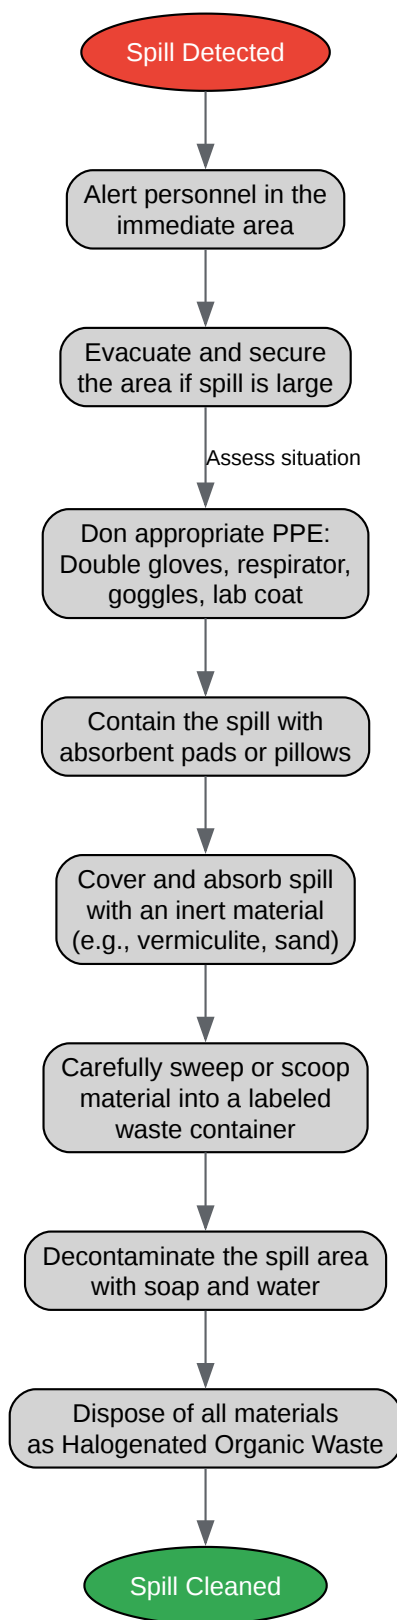 Spill Detected
Alert personnel in the
immediate area
Evacuate and secure
the area if spill is large
Assess situation
Don appropriate PPE:
Double gloves, respirator,
goggles, lab coat
Contain the spill with
absorbent pads or pillows
Cover and absorb spill
with an inert material
(e.g., vermiculite, sand)
Carefully sweep or scoop
material into a labeled
waste container
Decontaminate the spill area
with soap and water
Dispose of all materials
as Halogenated Organic Waste
Spill Cleaned